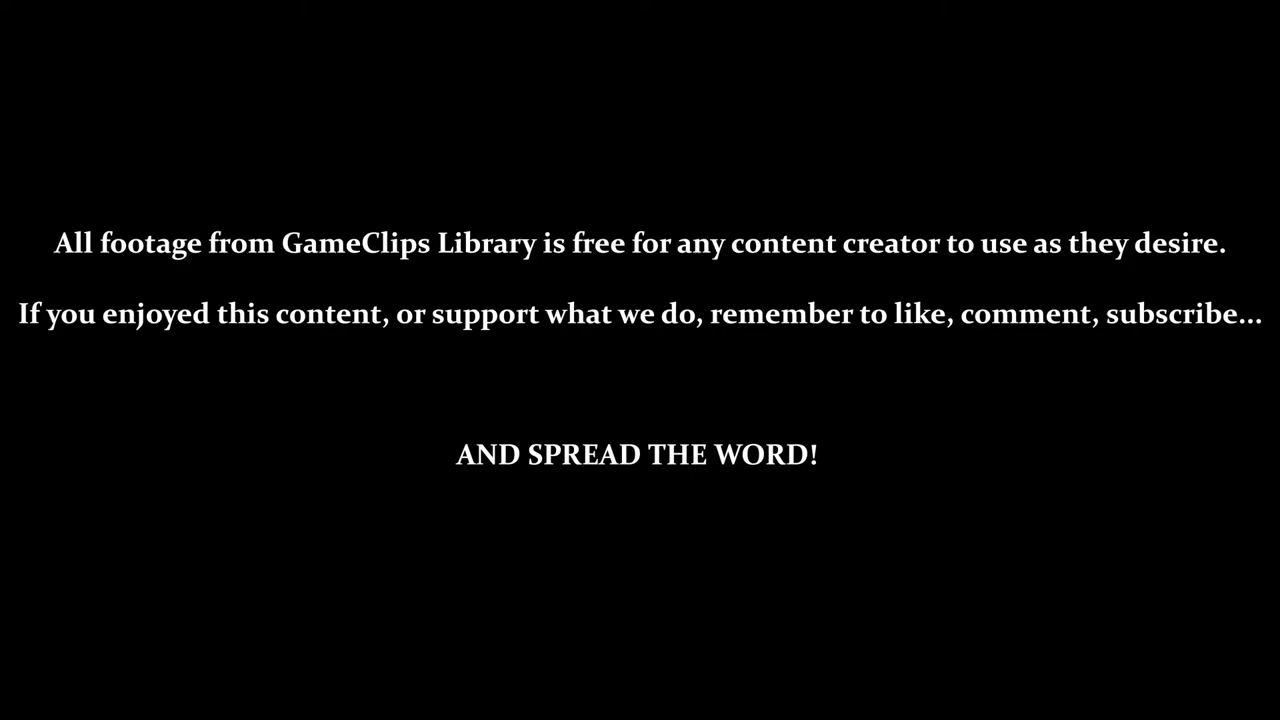 All footage from GameClips Library is free for any content creator to use as they desire.
If you enjoyed this content, or support what we do, remember to like, comment, subscribe...
AND SPREAD THE WORD!